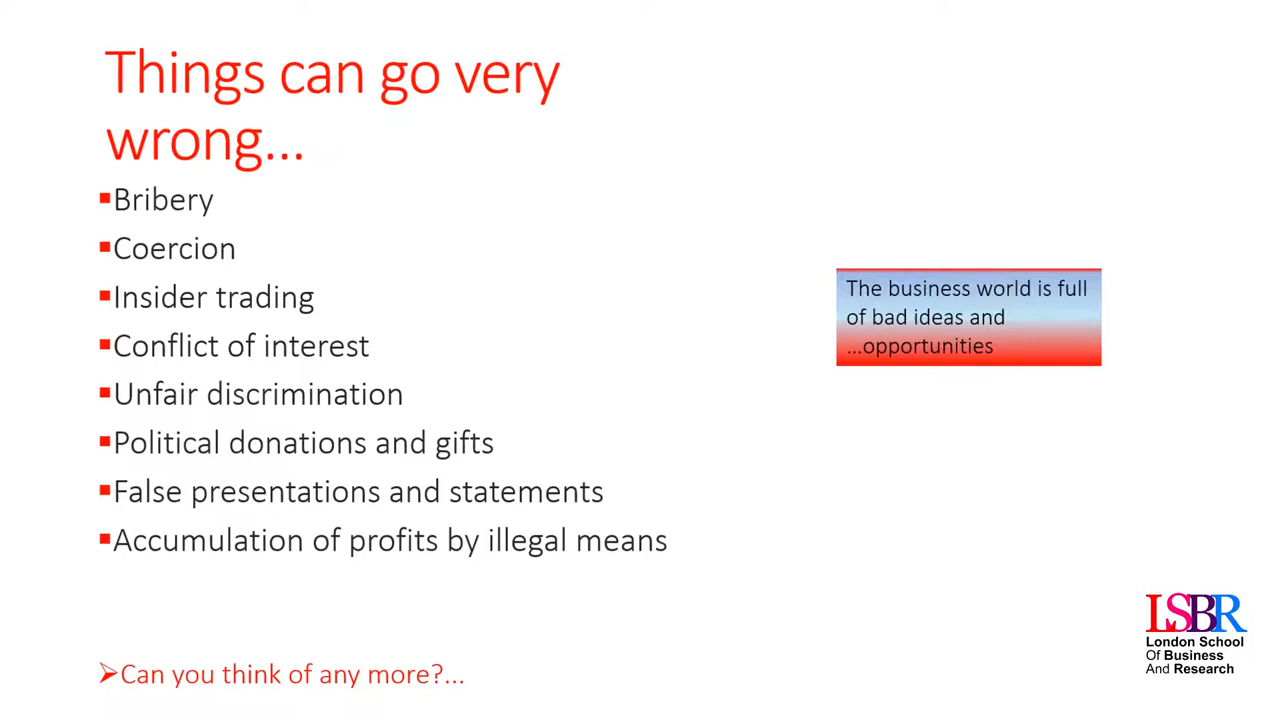 Things can go very
wrong...
▪Bribery
▪Coercion
▪Insider trading
▪Conflict of interest
▪Unfair discrimination
▪Political donations and gifts
▪False presentations and statements
▪Accumulation of profits by illegal means
The business world is full
of bad ideas and
...opportunities
➢Can you think of any more?...
LSBR
London School
Of Business
And Research